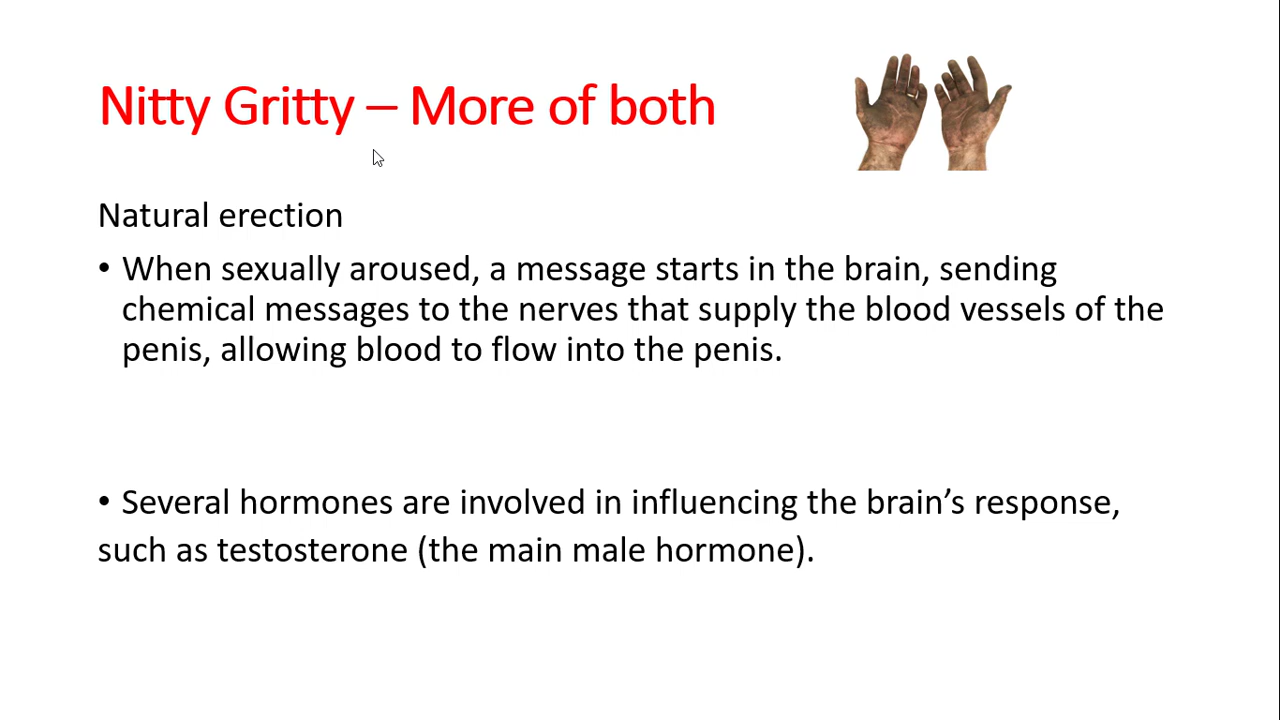 Nitty Gritty – More of both
Natural erection
• When sexually aroused, a message starts in the brain, sending
chemical messages to the nerves that supply the blood vessels of the
penis, allowing blood to flow into the penis.
• Several hormones are involved in influencing the brain’s response,
such as testosterone (the main male hormone).